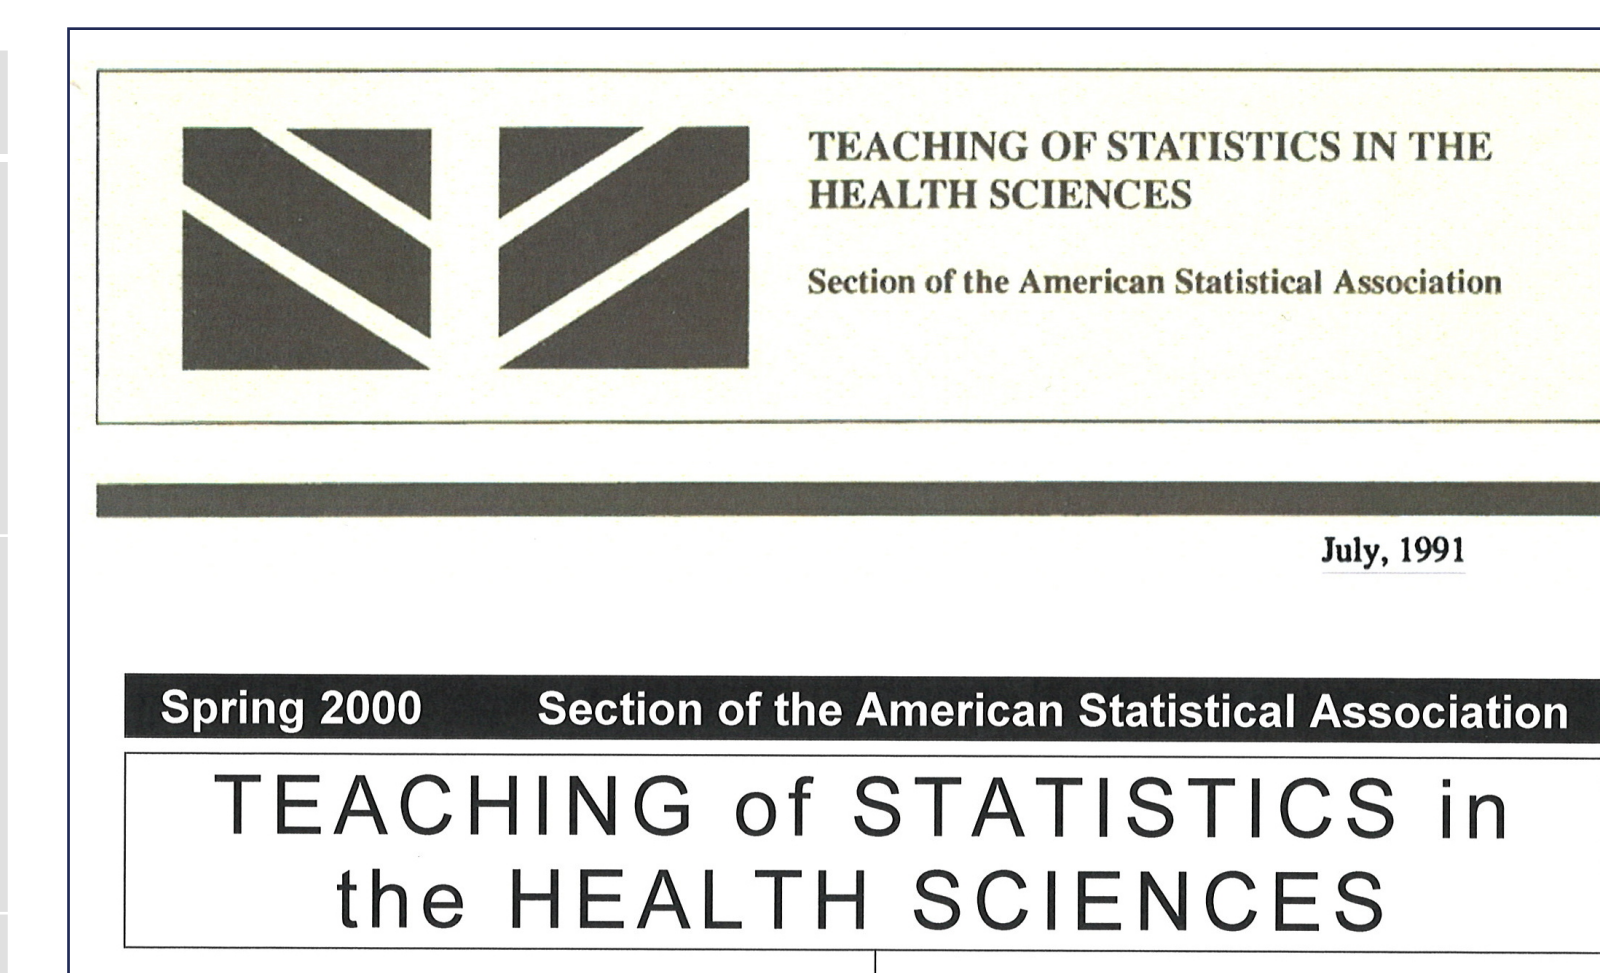 TEACHING OF STATISTICS IN THE
HEALTH SCIENCES
Section of the American Statistical Association
July, 1991
Spring 2000 Section of the American Statistical Association
TEACHING of STATISTICS in
the HEALTH SCIENCES